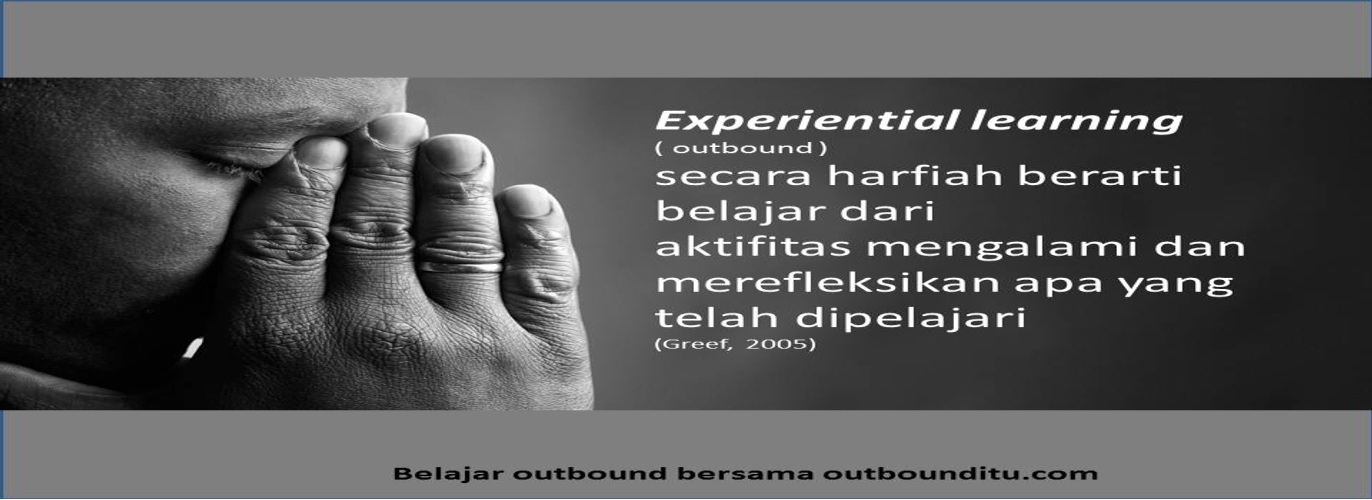 Experiential learning
( outbound )
secara harfiah berarti
belajar dari
aktifitas mengalami dan
merefleksikan apa yang
telah dipelajari
(Greef, 2005)
Belajar outbound bersama outbounditu.com